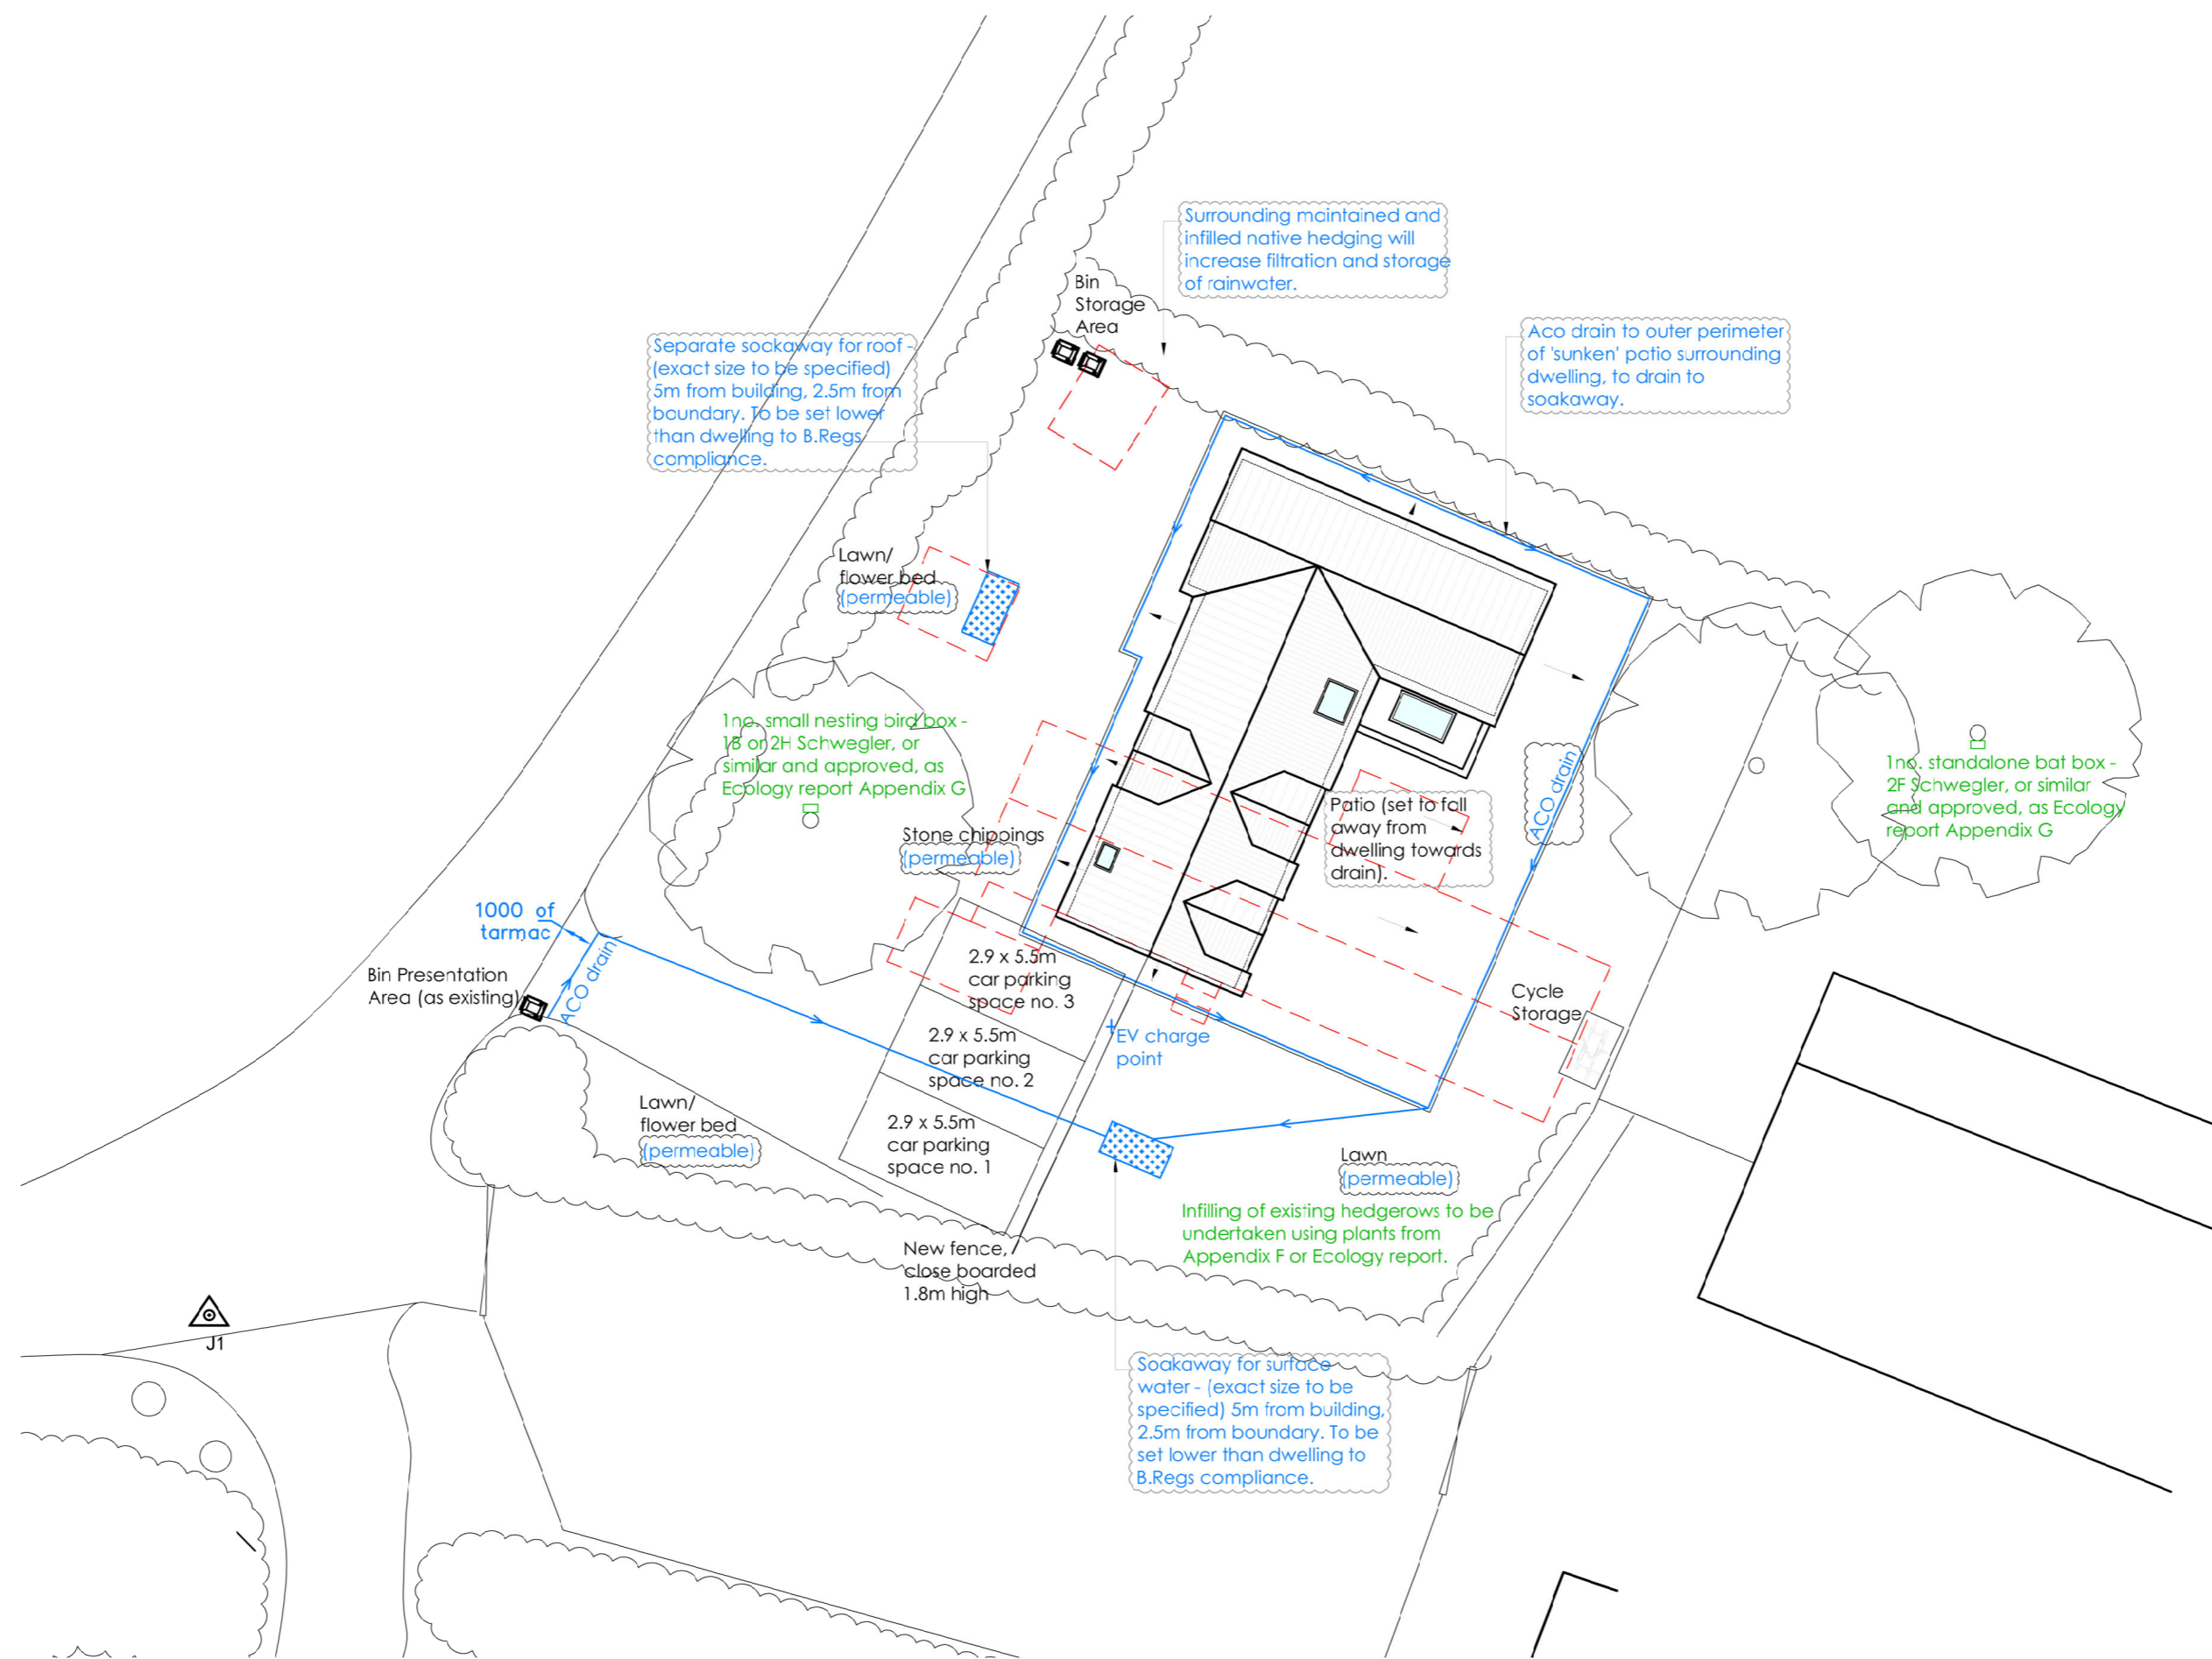 Surrounding maintained and
infilled native hedging will
increase filtration and storage
of rainwater.
Bin
Storage
Area
Aco drain to outer perimeter
of 'sunken' patio surrounding
dwelling, to drain to
soakaway.
Separate soakaway for roof -
(exact size to be specified)
5m from building, 2.5m from
boundary. To be set lower
than dwelling to B.Regs
compliance.
Lawn/
flower bed
(permeable)
1no. small nesting bird box -
1B or 2H Schwegler, or
similar and approved, as
Ecology report Appendix G
1no. standalone bat box -
2F Schwegler, or similar
and approved, as Ecology
report Appendix G
ACO drain
Patio (set to fall
away from
dwelling towards
drain).
Stone chippings
(permeable)
1000 of
tarmac
ACO drain
Bin Presentation
Area (as existing)
2.9 x 5.5m
car parking
space no. 3
2.9 x 5.5m
car parking
space no. 2
2.9 x 5.5m
car parking
space no. 1
EV charge
point
Cycle
Storage
Lawn/
flower bed
(permeable)
Lawn
(permeable)
Infilling of existing hedgerows to be
undertaken using plants from
Appendix F or Ecology report.
New fence,
close boarded
1.8m high
J1
Soakaway for surface
water - (exact size to be
specified) 5m from building,
2.5m from boundary. To be
set lower than dwelling to
B.Regs compliance.